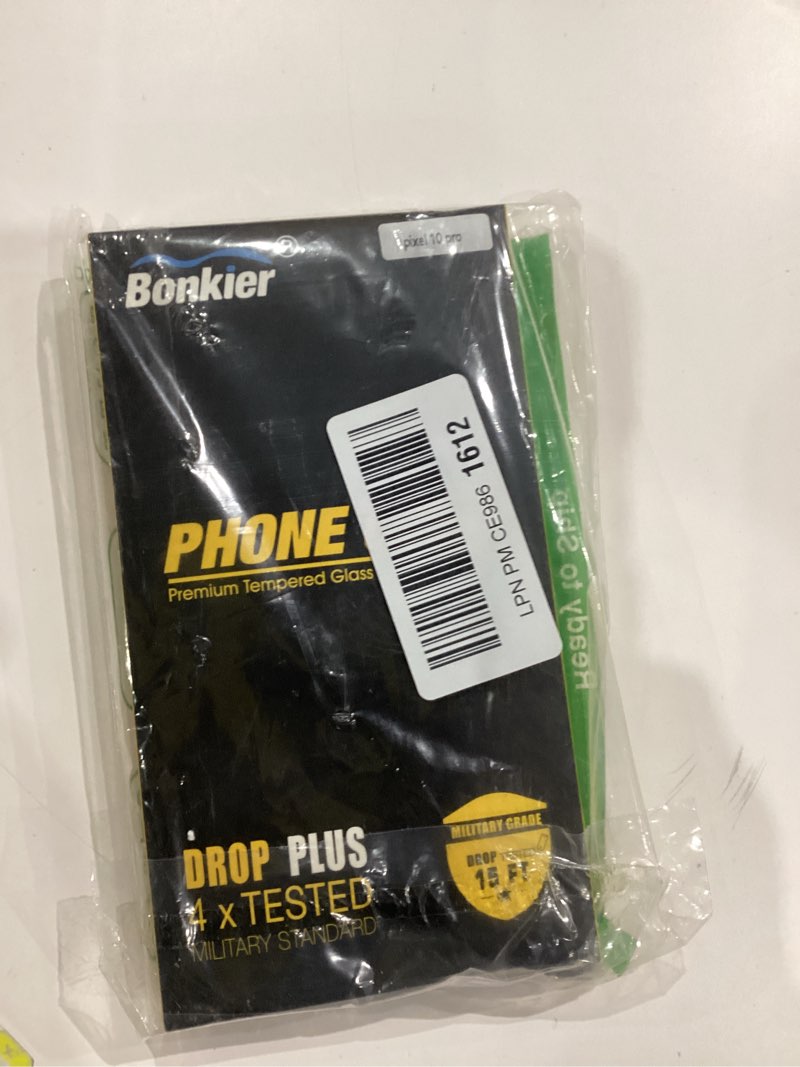 Bonkier®
pixel 10 pro
PHONE
Premium Tempered Glass
LPN PM CE986 1612
Ready to Ship
DROP PLUS
4 x TESTED
MILITARY STANDARD
MILITARY GRADE
DROP
15 FT